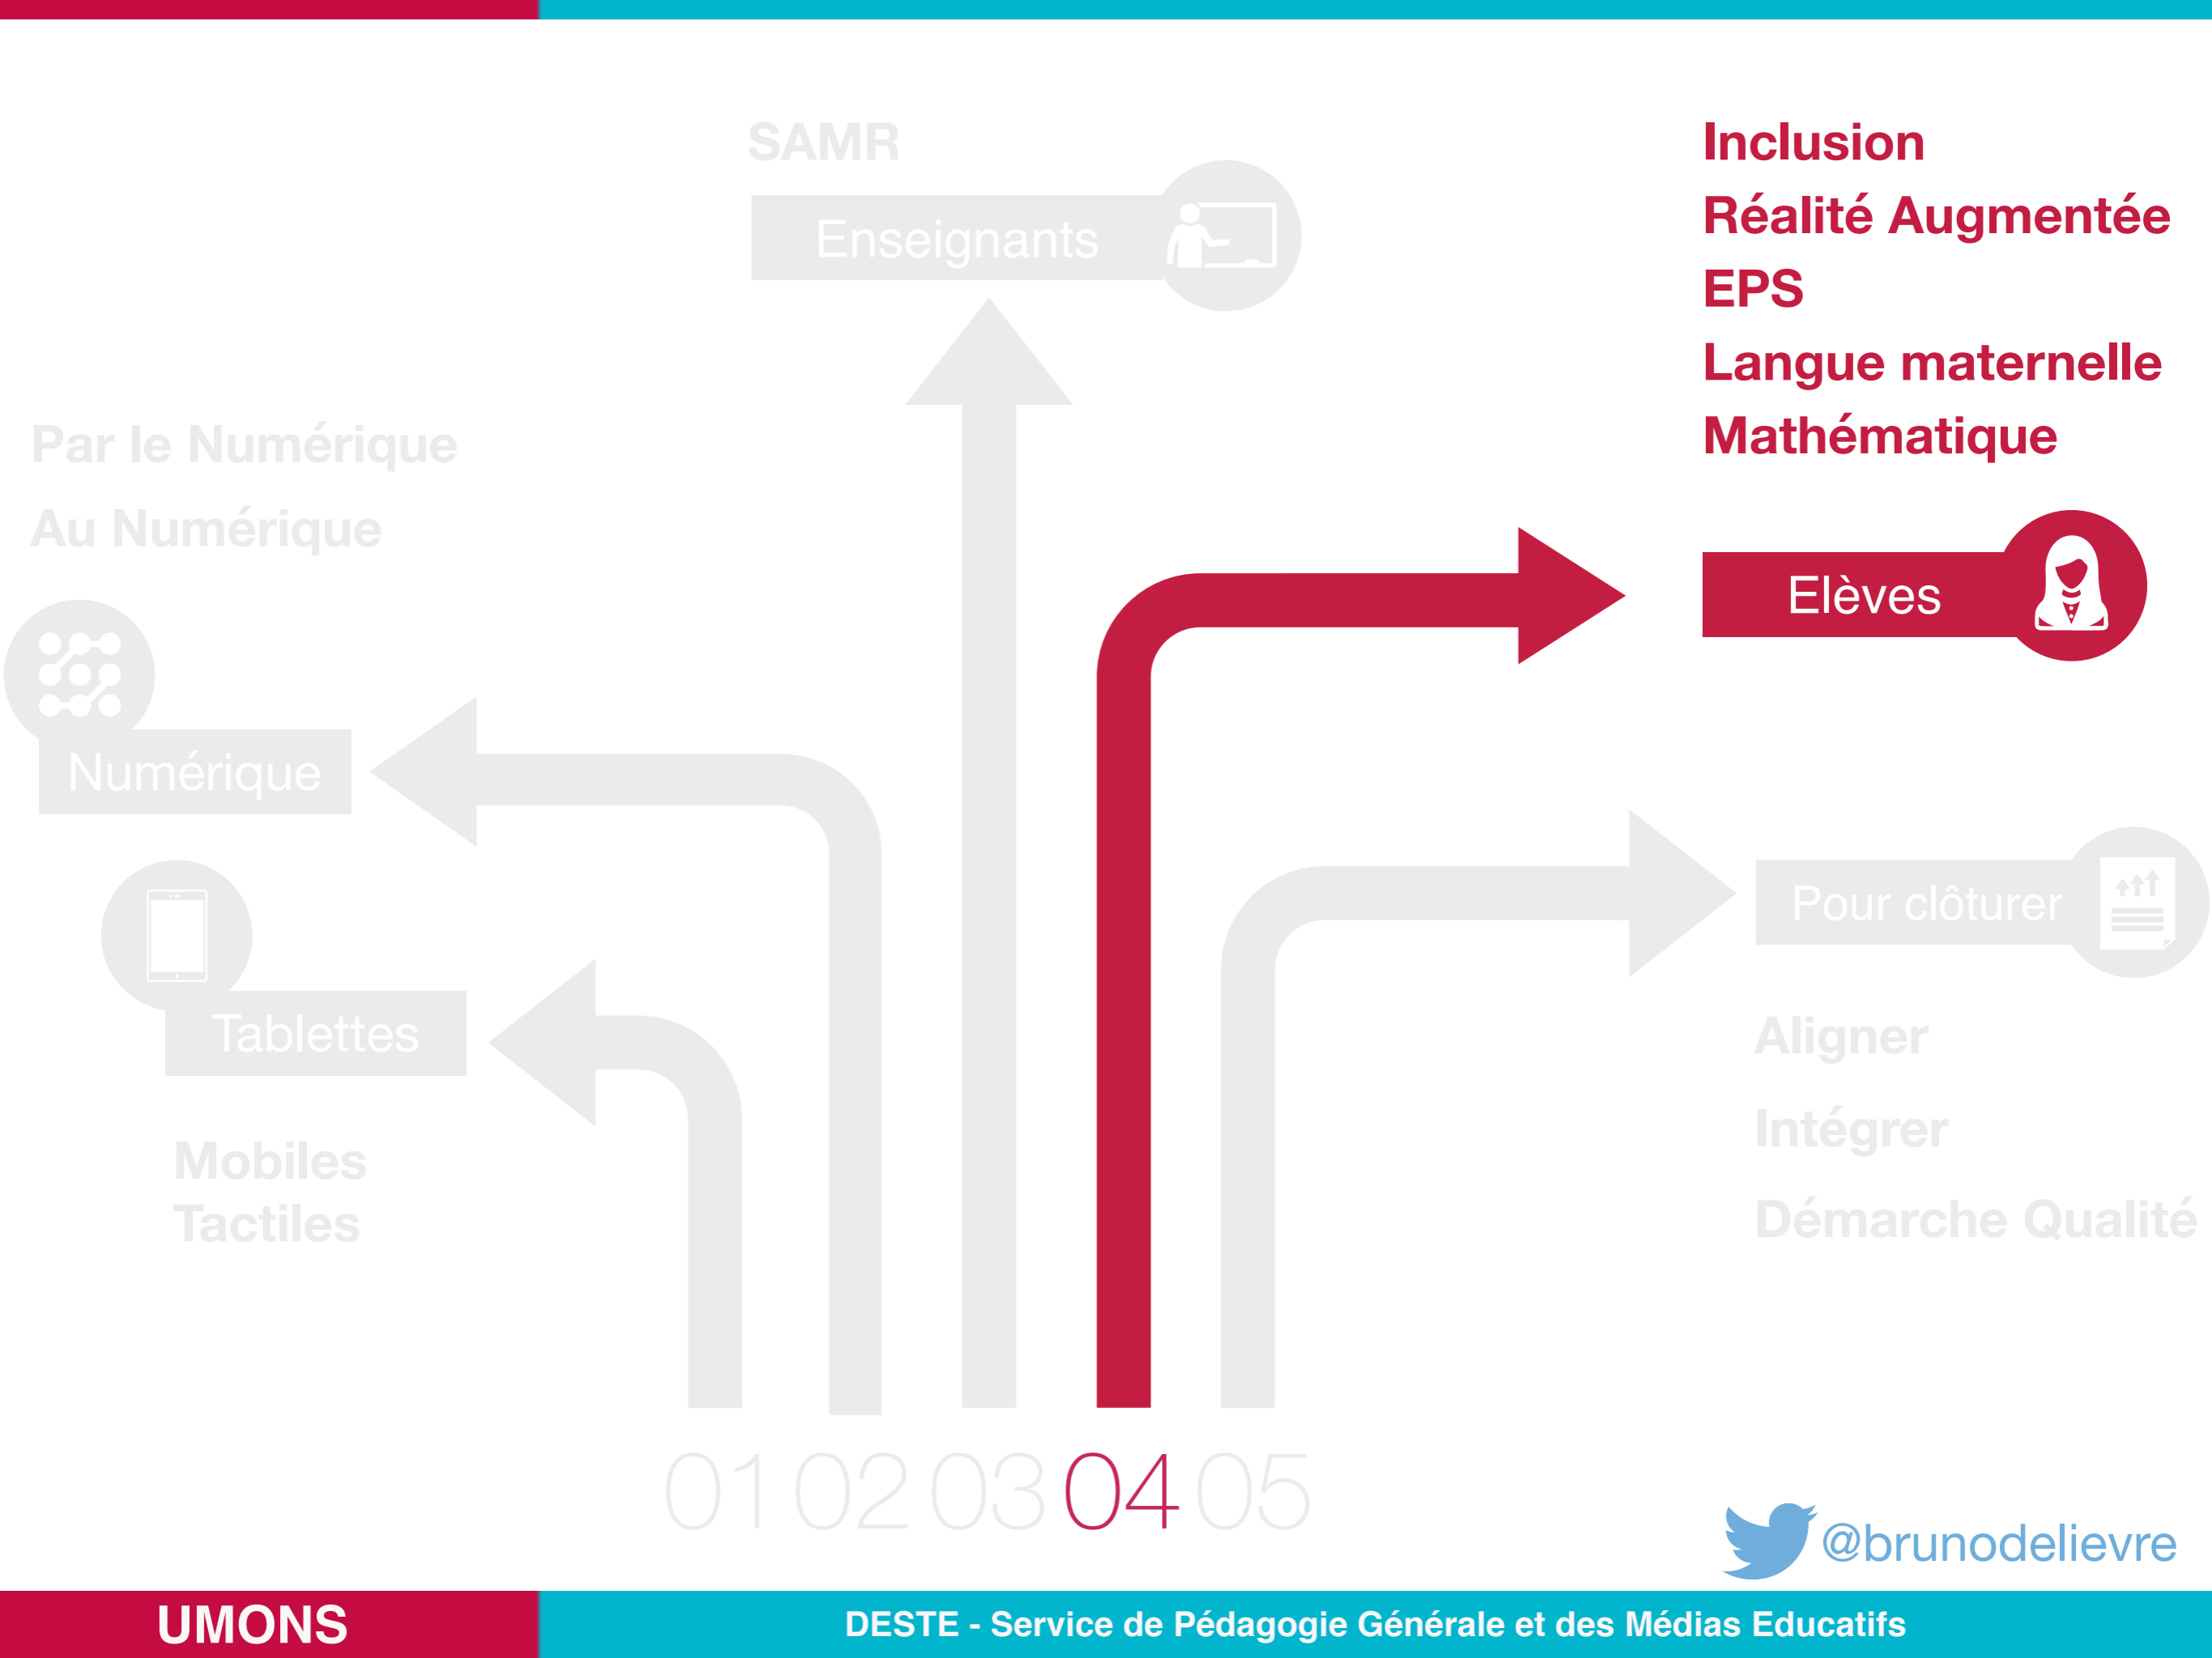 SAMR
Enseignants
Inclusion
Réalité Augmentée
EPS
Langue maternelle
Mathématique
Elèves
Par le Numérique
Au Numérique
Numérique
Tablettes
Mobiles
Tactiles
Pour clôturer
Aligner
Intégrer
Démarche Qualité
01 02 03 04 05
@brunodelievre
UMONS
DESTE - Service de Pédagogie Générale et des Médias Educatifs